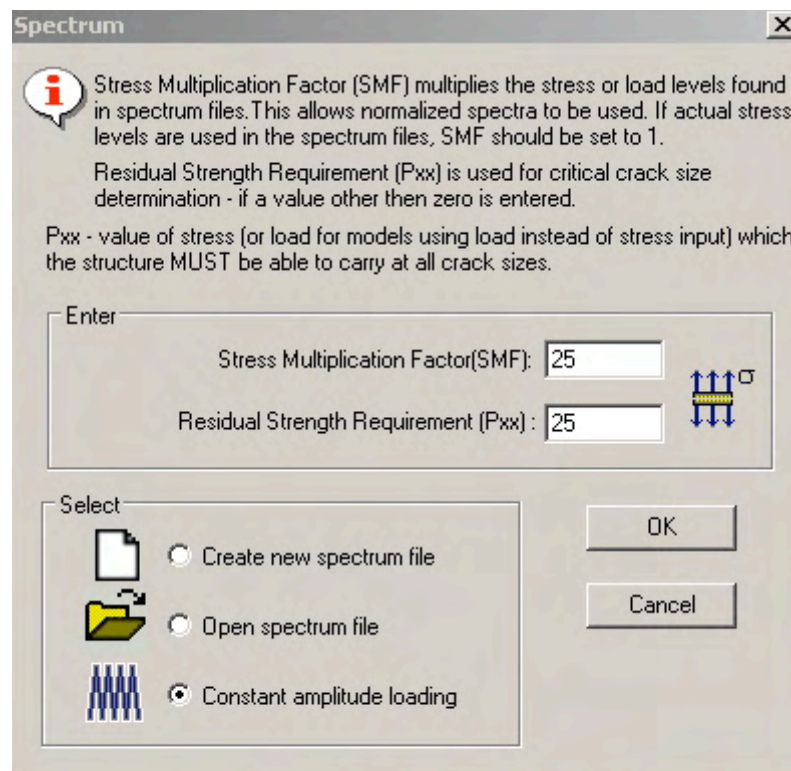 Spectrum
Stress Multiplication Factor (SMF) multiplies the stress or load levels found
in spectrum files.This allows normalized spectra to be used. If actual stress
levels are used in the spectrum files, SMF should be set to 1.
Residual Strength Requirement (Pxx) is used for critical crack size
determination - if a value other then zero is entered.
Pxx - value of stress (or load for models using load instead of stress input) which
the structure MUST be able to carry at all crack sizes.
Enter
Stress Multiplication Factor(SMF): 25
σ
Residual Strength Requirement (Pxx) : 25
Select
Create new spectrum file
Open spectrum file
Constant amplitude loading
OK
Cancel